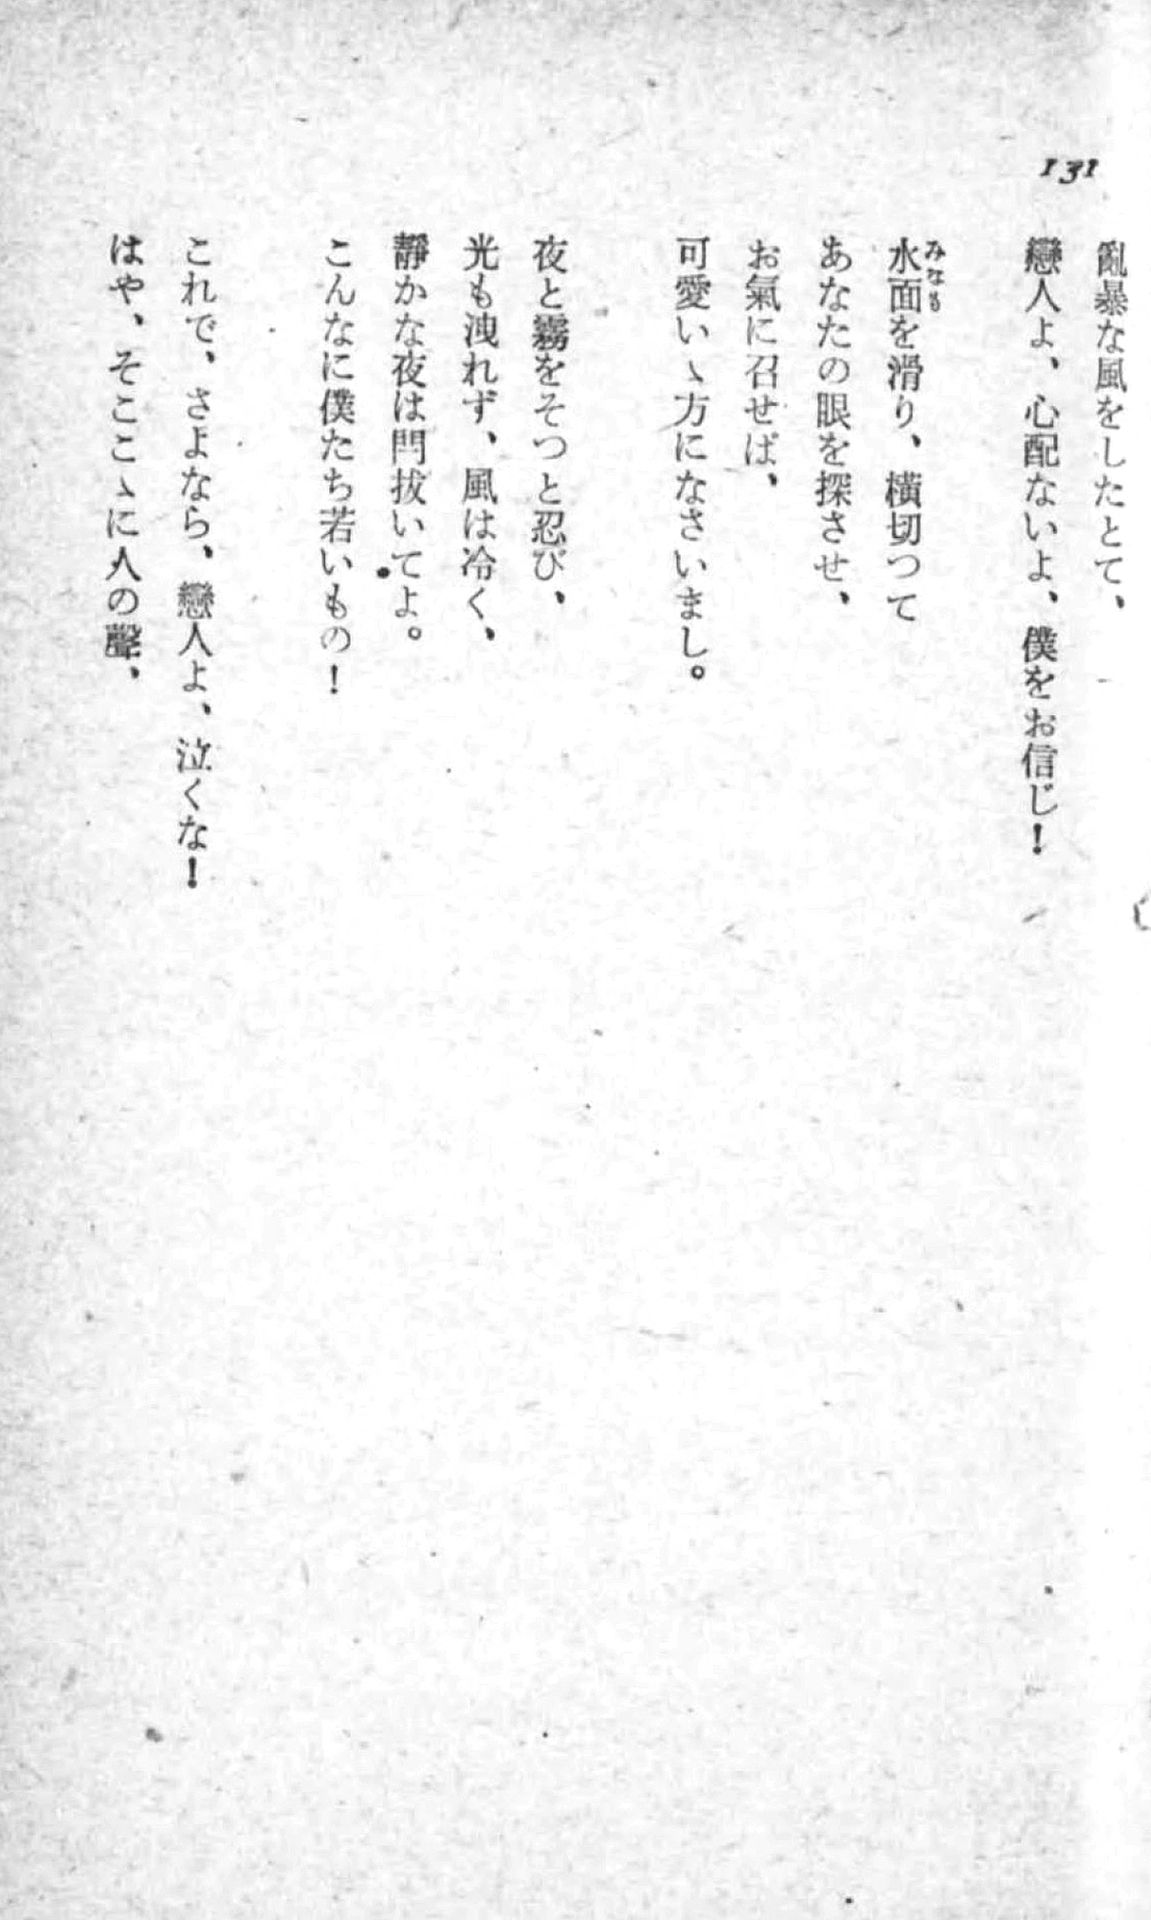 131
亂暴な風をしたとて、
戀人よ、心配ないよ、僕をお信じ！
水面を滑り、横切つて
みなも
あなたの眼を探させ、
お氣に召せば、
可愛いゝ方になさいまし。
夜と霧をそつと忍び、
光も洩れず、風は冷く、
靜かな夜は閂拔いてよ。
こんなに僕たち若いもの！
これで、さよなら、戀人よ、泣くな！
はや、そここゝに人の聲、